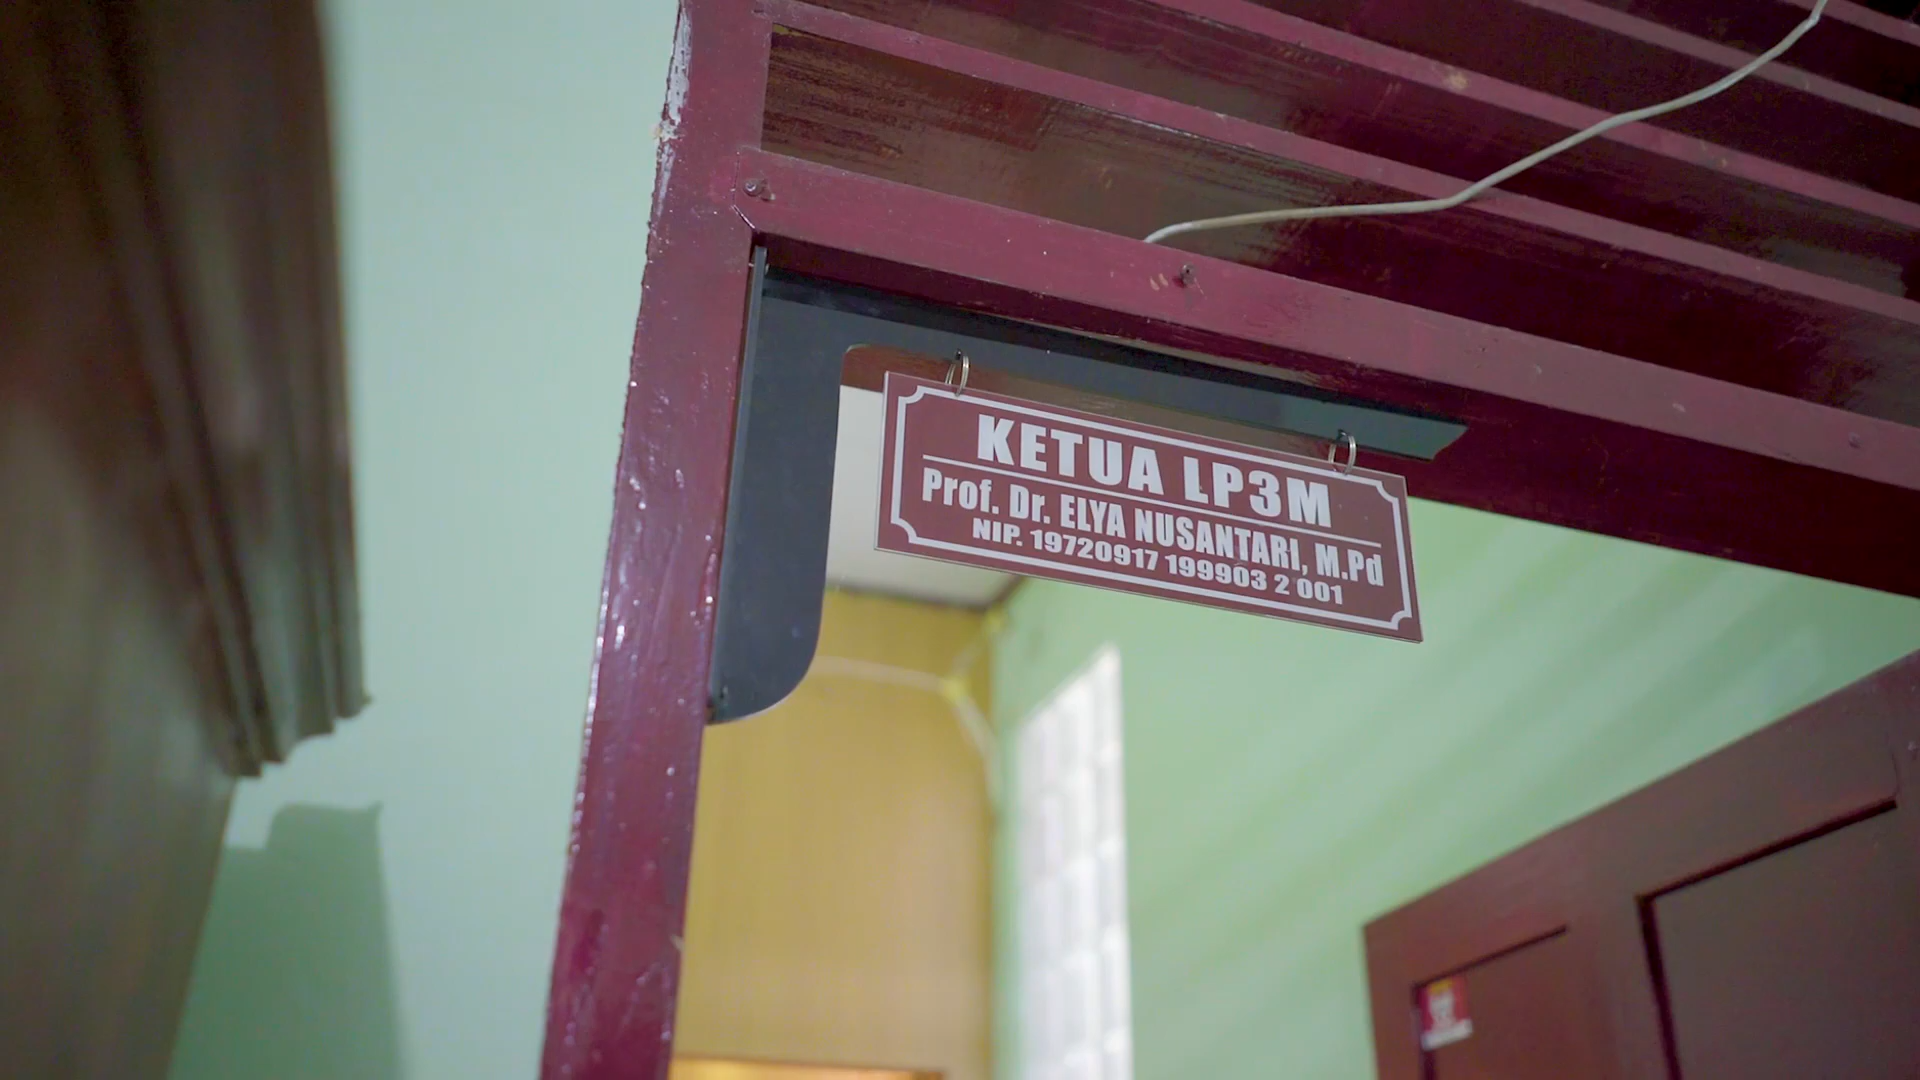 KETUA LP3M
Prof. Dr. ELYA NUSANTARI, M.Pd
NIP. 19720917 199903 2 001